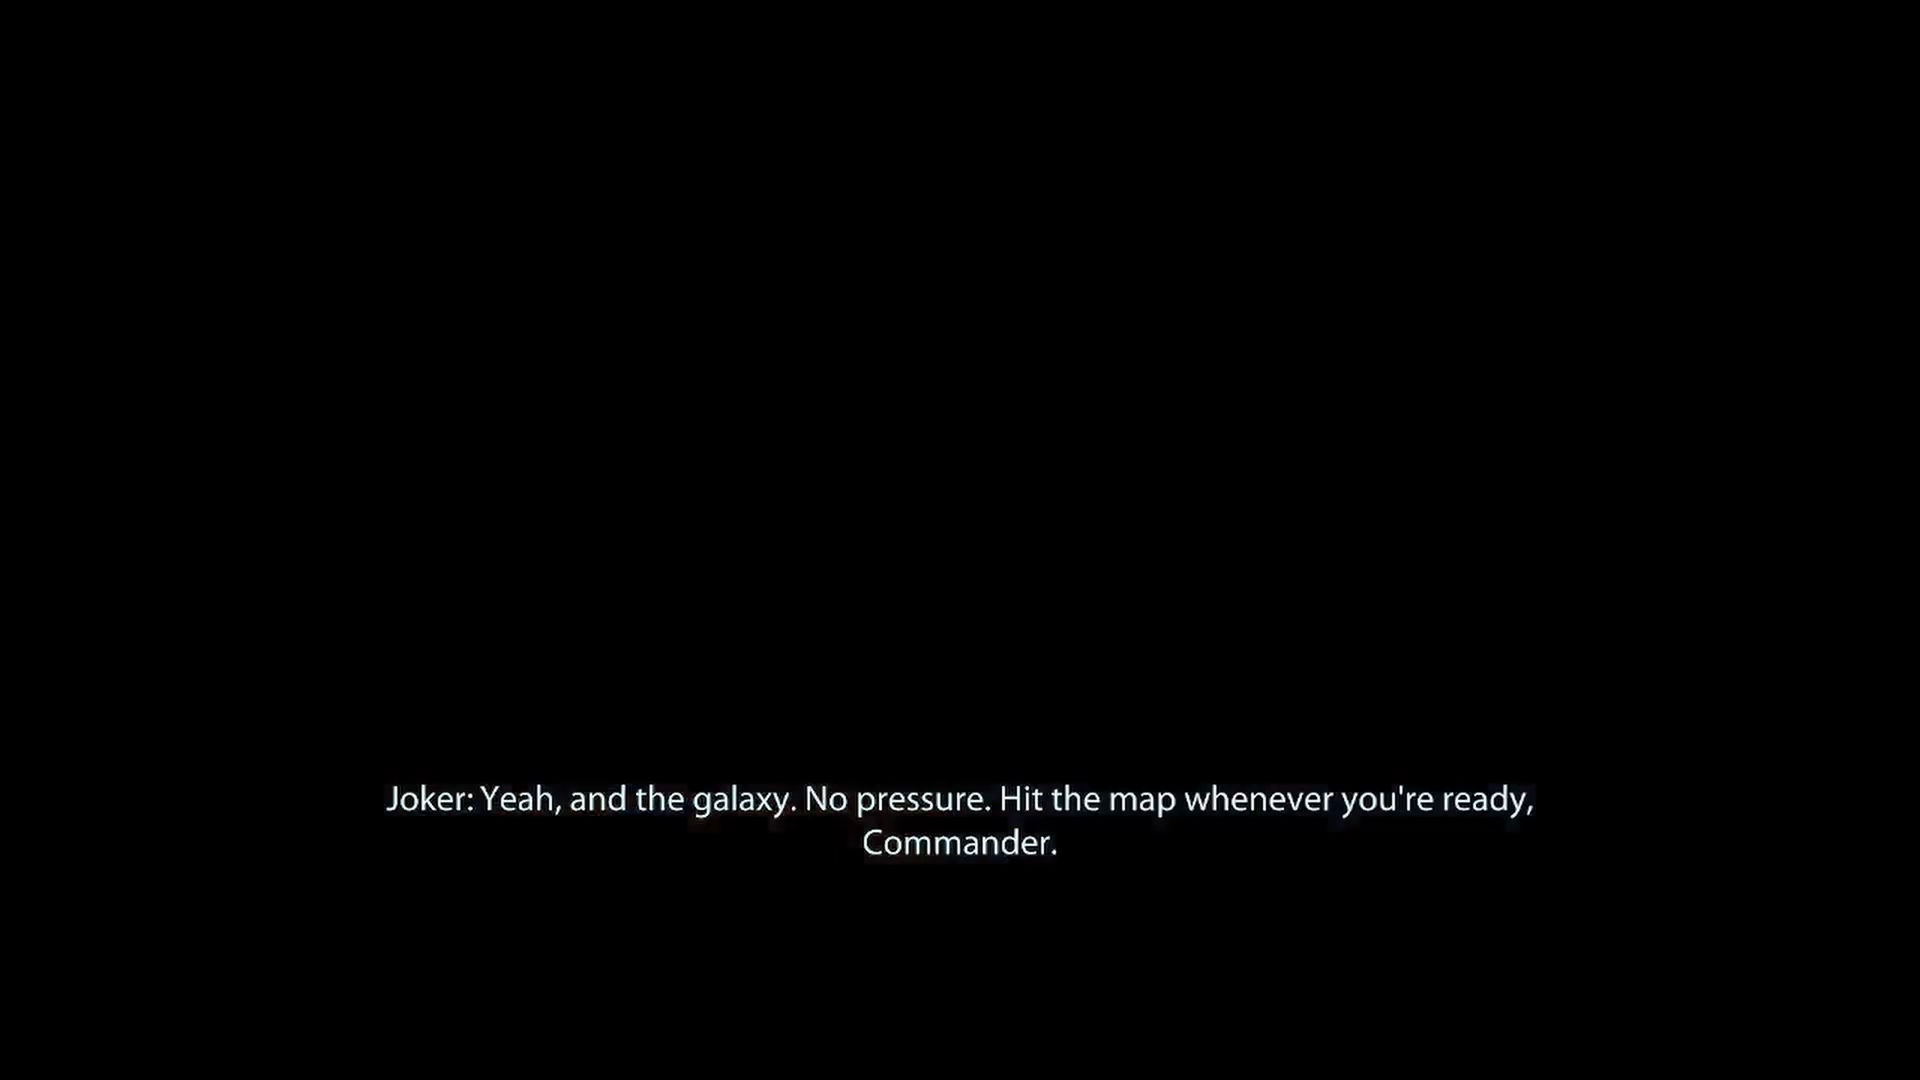 Joker: Yeah, and the galaxy. No pressure. Hit the map whenever you're ready,
Commander.